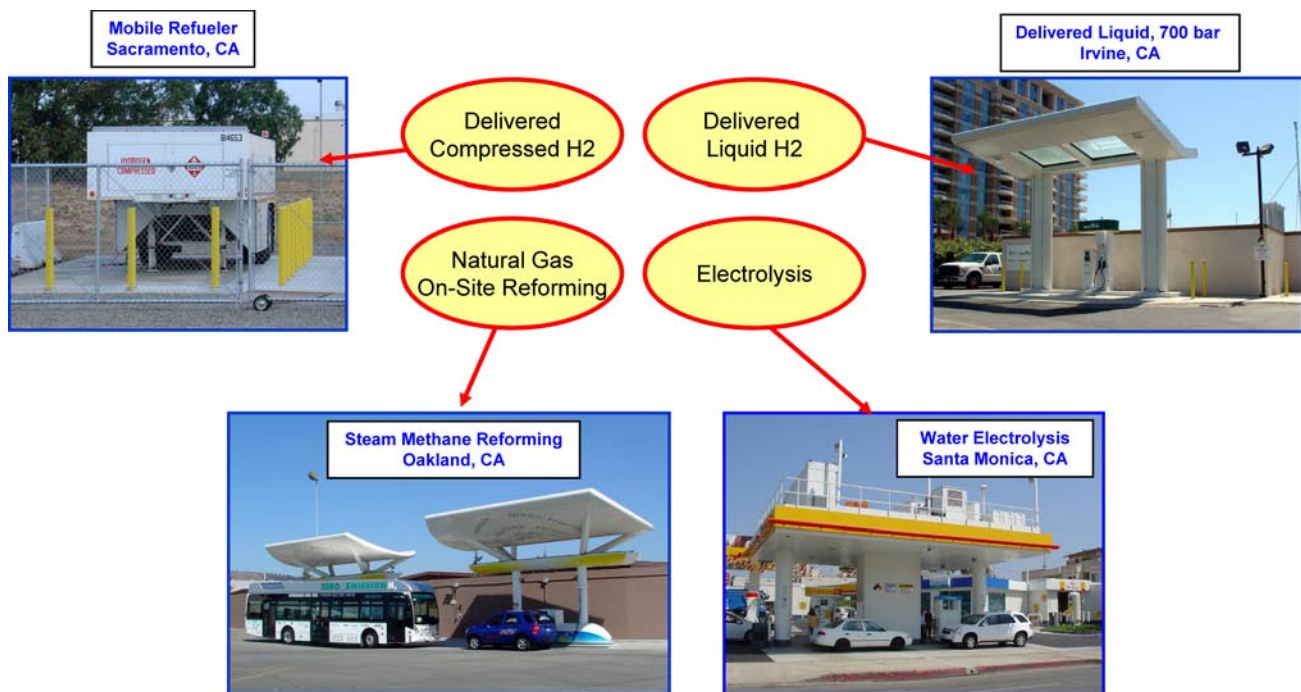 Mobile Refueler
Sacramento, CA
Delivered Liquid, 700 bar
Irvine, CA
Delivered
Compressed H2
Delivered
Liquid H2
HYDROGEN
COMPRESSED
Natural Gas
On-Site Reforming
Electrolysis
Steam Methane Reforming
Oakland, CA
Water Electrolysis
Santa Monica, CA
ZERO EMISSION